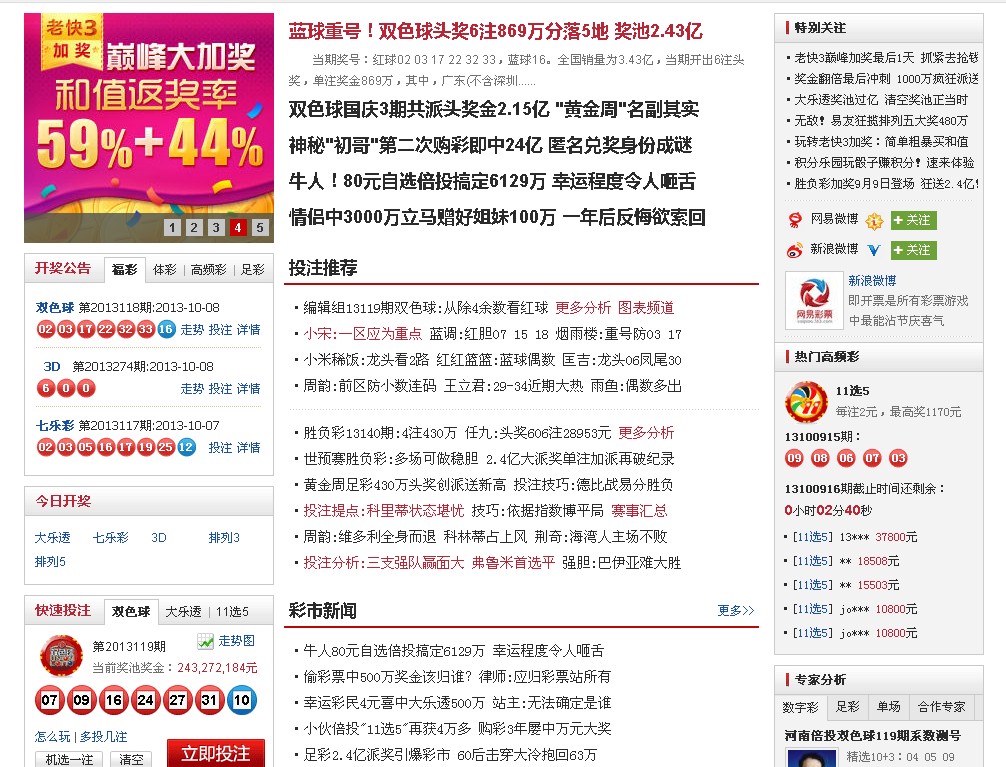 老快3
加奖
巅峰大加奖
和值返奖率
59%+44%
1 2 3 4 5
开奖公告 福彩 体彩 | 高频彩 | 足彩
双色球 第2013118期:2013-10-08
02 03 17 22 32 33 16 走势 投注 详情
3D 第2013274期:2013-10-08
6 0 0 走势 投注 详情
七乐彩 第2013117期:2013-10-07
02 03 05 16 17 19 25 12 投注 详情
今日开奖
大乐透 七乐彩 3D 排列3
排列5
快速投注 双色球 大乐透 | 11选5
第2013119期 走势图
当前奖池奖金：243,272,184元
07 09 16 24 27 31 10
怎么玩 | 多投几注
机选一注 清空 立即投注
蓝球重号！双色球头奖6注869万分落5地 奖池2.43亿
当期奖号：红球02 03 17 22 32 33，蓝球16。全国销量为3.43亿，当期开出6注头
奖，单注奖金869万，其中，广东(不含深圳......
双色球国庆3期共派头奖金2.15亿 "黄金周"名副其实
神秘"初哥"第二次购彩即中24亿 匿名兑奖身份成谜
牛人！80元自选倍投搞定6129万 幸运程度令人咂舌
情侣中3000万立马赠好姐妹100万 一年后反悔欲索回
投注推荐
编辑组13119期双色球:从除4余数看红球 更多分析 图表频道
小宋:一区应为重点 蓝调:红胆07 15 18 烟雨楼:重号防03 17
小米稀饭:龙头看2路 红红篮篮:蓝球偶数 匡吉:龙头06凤尾30
周韵:前区防小数连码 王立君:29-34近期大热 雨鱼:偶数多出
胜负彩13140期:4注430万 任九:头奖606注28953元 更多分析
世预赛胜负彩:多场可做稳胆 2.4亿大派奖单注加派再破纪录
黄金周足彩430万头奖创派送新高 投注技巧:德比战易分胜负
投注提点:科里蒂状态堪忧 技巧:依据指数博平局 赛事汇总
周韵:维多利全身而退 科林蒂占上风 荆奇:海湾人主场不败
投注分析:三支强队赢面大 弗鲁米首选平 强胆:巴伊亚难大胜
彩市新闻 更多>>
牛人80元自选倍投搞定6129万 幸运程度令人咂舌
偷彩票中500万奖金该归谁? 律师:应归彩票站所有
幸运彩民4元喜中大乐透500万 站主:无法确定是谁
小伙倍投"11选5"再获4万多 购彩3年屡中万元大奖
足彩2.4亿派奖引爆彩市 60后击穿大冷抱回63万
特别关注
老快3巅峰加奖最后1天 抓紧去抢钱
奖金翻倍最后冲刺 1000万疯狂派送
大乐透奖池过亿 清空奖池正当时
无敌！易友狂揽排列五大奖480万
玩转老快3加奖：简单粗暴买和值
积分乐园玩骰子赚积分！速来体验
胜负彩加奖9月9日登场 狂送2.4亿!
网易微博 +关注
新浪微博 +关注
网易彩票
新浪微博
即开票是所有彩票游戏
中最能沾节庆喜气
热门高频彩
11选5
每注2元，最高奖1170元
13100915期：
09 08 06 07 03
13100916期截止时间还剩余：
0小时02分40秒
[11选5] 13*** 37800元
[11选5] ** 18508元
[11选5] ** 15503元
[11选5] jo*** 10800元
[11选5] jo*** 10800元
专家分析
数字彩 足彩 单场 合作专家
河南倍投双色球119期系数测号
精选10+3：04 05 09